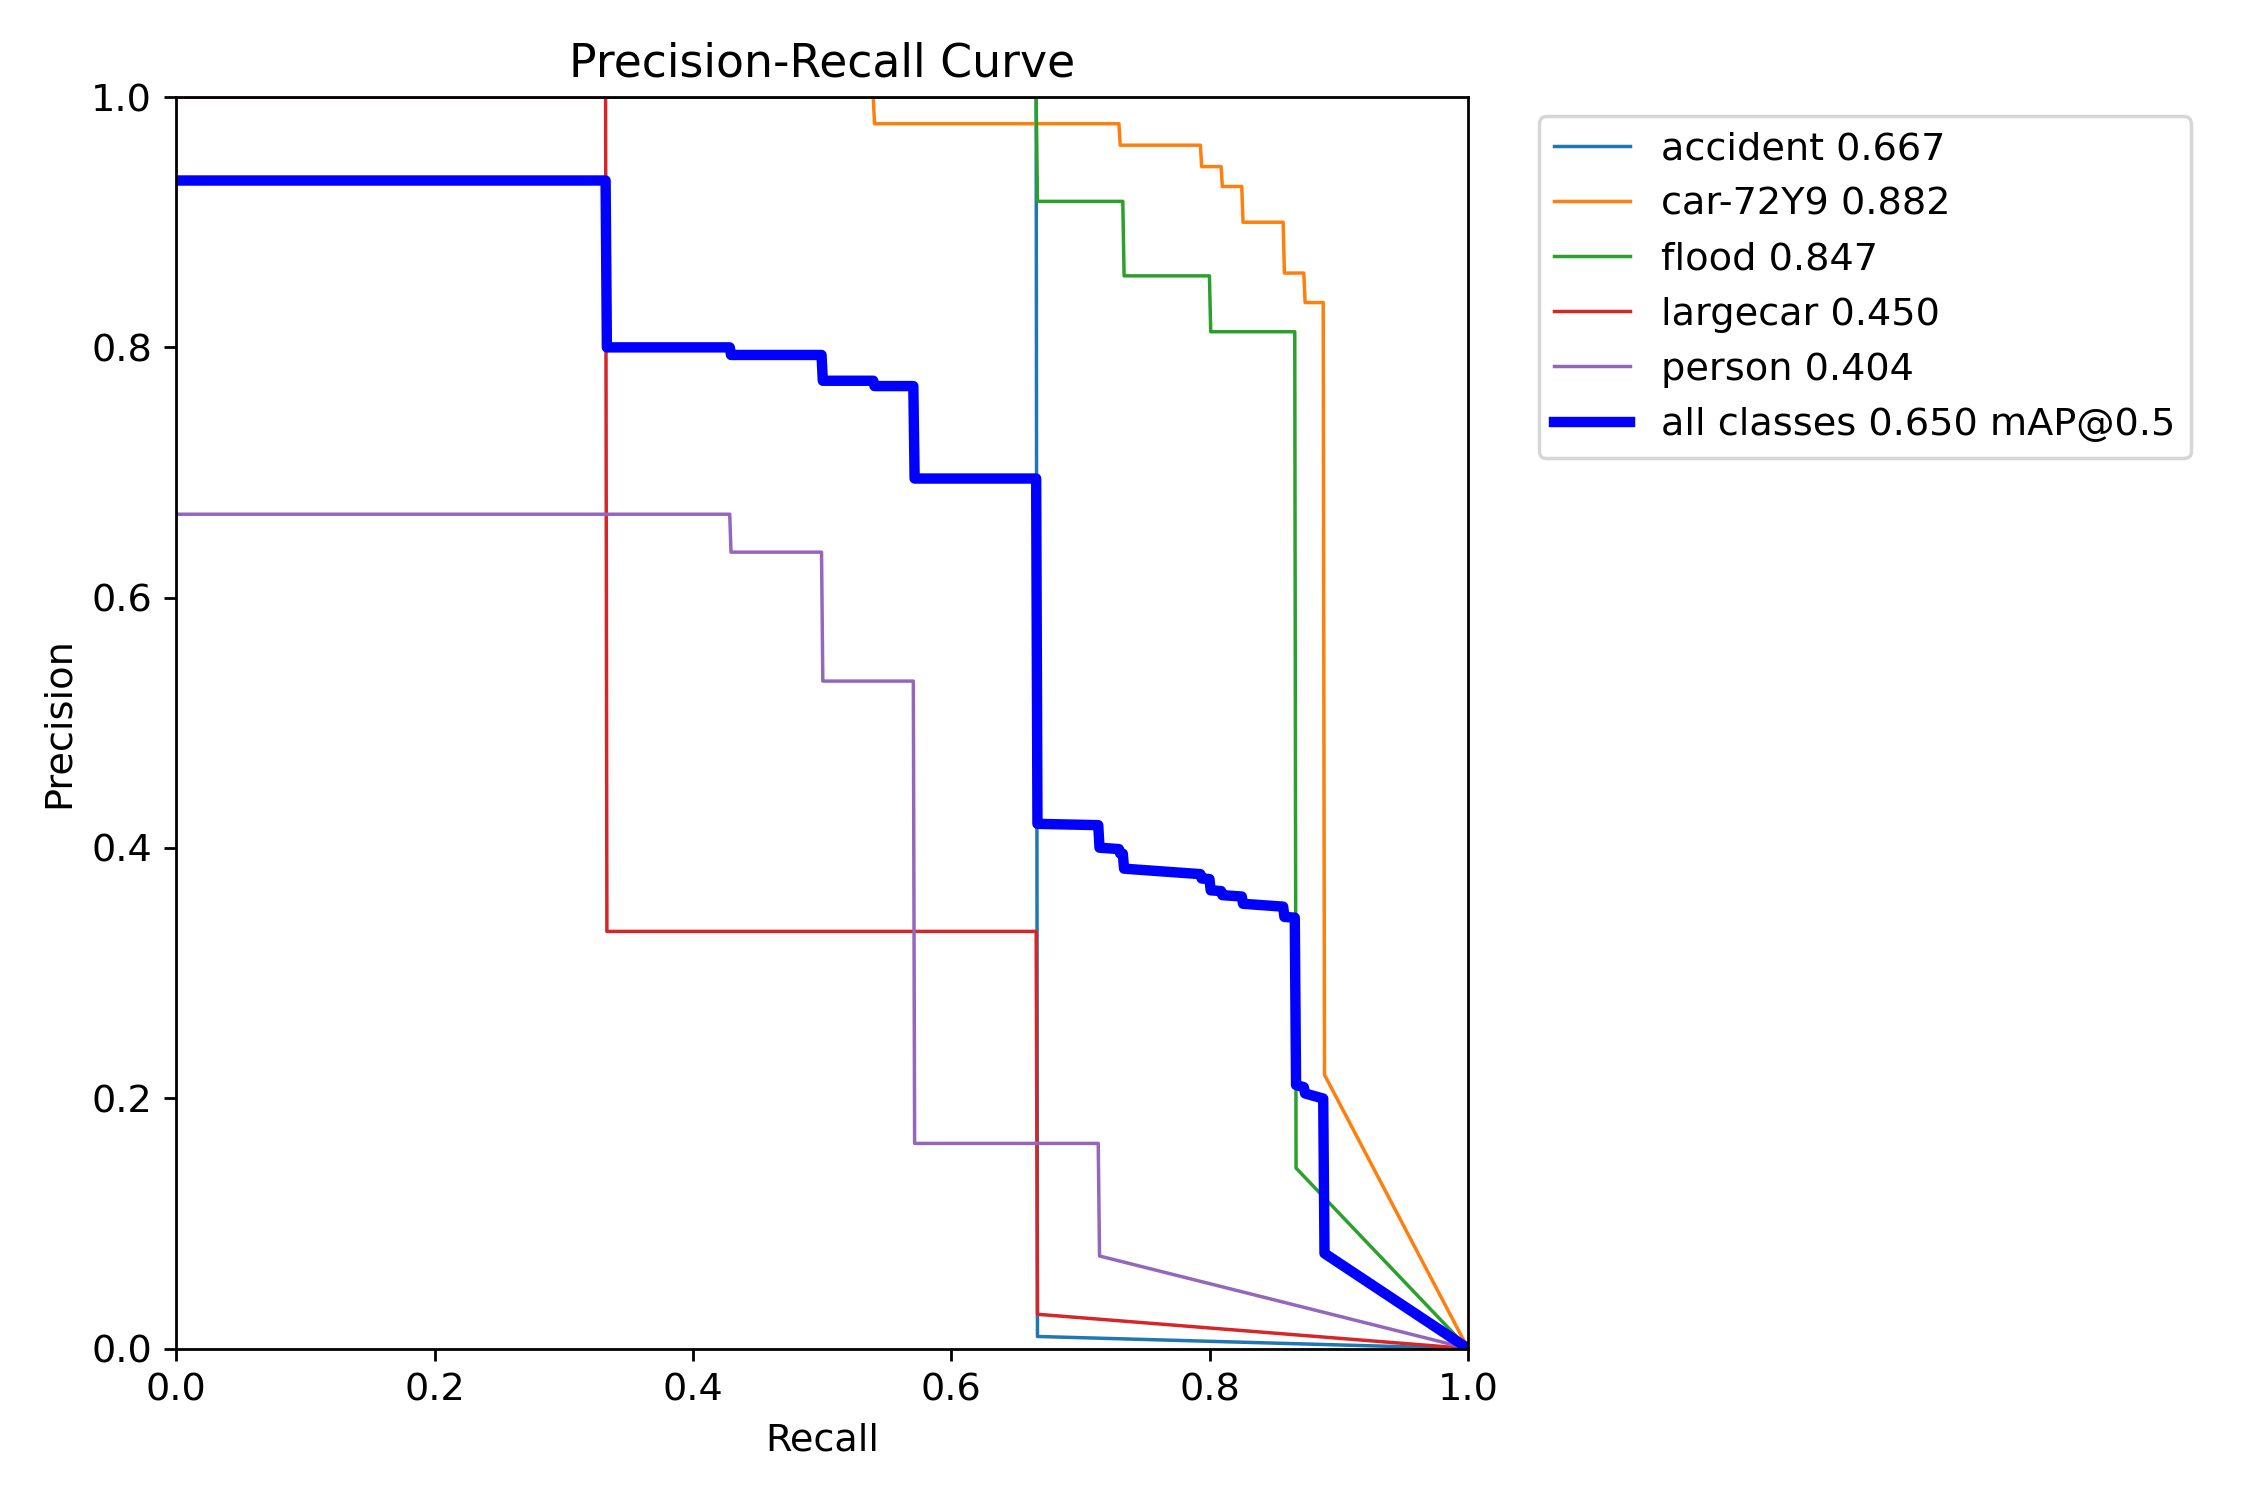 Precision-Recall Curve
1.0
0.8
0.6
0.4
0.2
0.0
Precision
0.0 0.2 0.4 0.6 0.8 1.0
Recall
accident 0.667
car-72Y9 0.882
flood 0.847
largecar 0.450
person 0.404
all classes 0.650 mAP@0.5